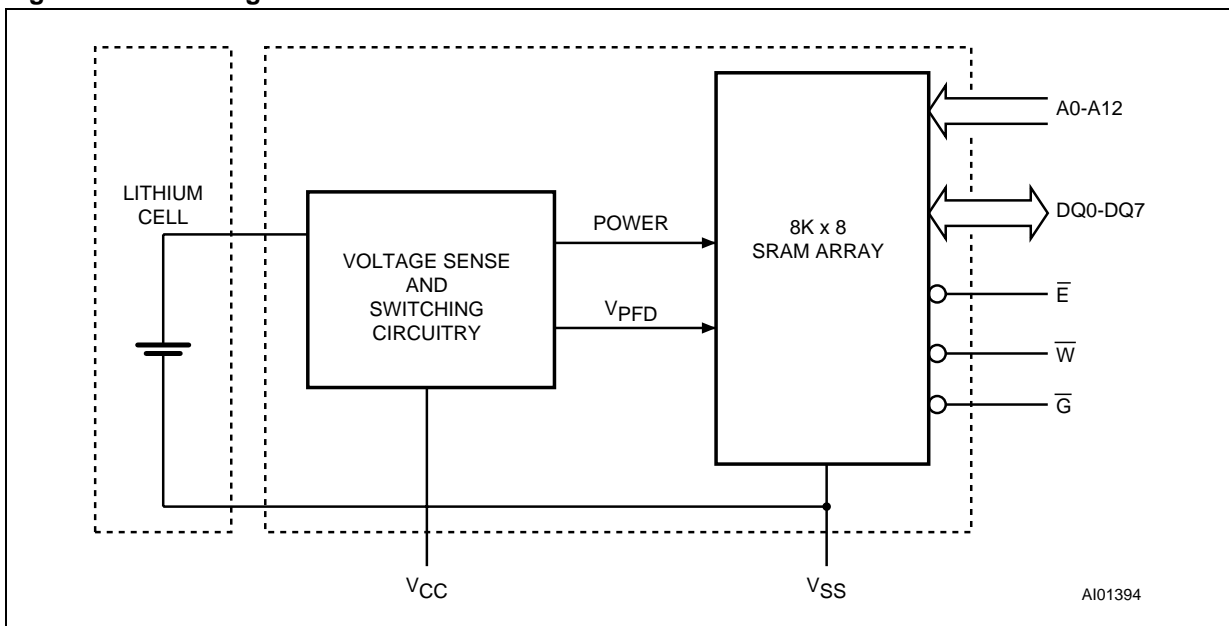 LITHIUM
CELL
VOLTAGE SENSE
AND
SWITCHING
CIRCUITRY
POWER
VPFD
8K x 8
SRAM ARRAY
A0-A12
DQ0-DQ7
E̅
W̅
G̅
VCC
VSS
AI01394